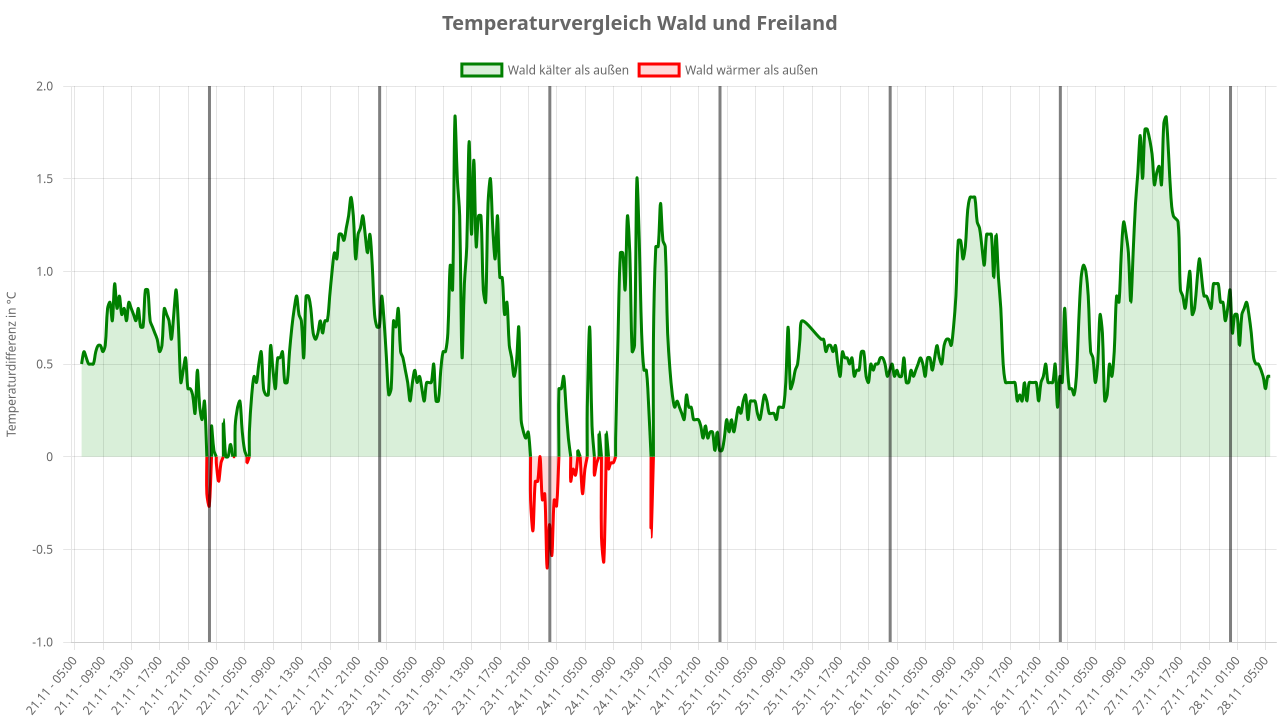 Temperaturvergleich Wald und Freiland
Wald kälter als außen
Wald wärmer als außen
Temperaturdifferenz in °C
2.0
1.5
1.0
0.5
0
-0.5
-1.0
21.11 - 05:00
21.11 - 09:00
21.11 - 13:00
21.11 - 17:00
21.11 - 21:00
22.11 - 01:00
22.11 - 05:00
22.11 - 09:00
22.11 - 13:00
22.11 - 17:00
22.11 - 21:00
23.11 - 01:00
23.11 - 05:00
23.11 - 09:00
23.11 - 13:00
23.11 - 17:00
23.11 - 21:00
24.11 - 01:00
24.11 - 05:00
24.11 - 09:00
24.11 - 13:00
24.11 - 17:00
24.11 - 21:00
25.11 - 01:00
25.11 - 05:00
25.11 - 09:00
25.11 - 13:00
25.11 - 17:00
25.11 - 21:00
26.11 - 01:00
26.11 - 05:00
26.11 - 09:00
26.11 - 13:00
26.11 - 17:00
26.11 - 21:00
27.11 - 01:00
27.11 - 05:00
27.11 - 09:00
27.11 - 13:00
27.11 - 17:00
27.11 - 21:00
28.11 - 01:00
28.11 - 05:00